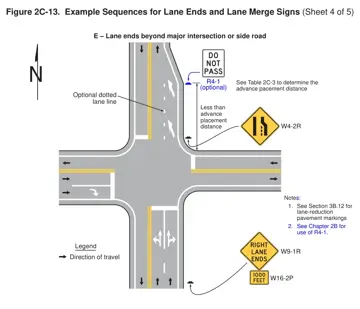 Figure 2C-13. Example Sequences for Lane Ends and Lane Merge Signs (Sheet 4 of 5)
E – Lane ends beyond major intersection or side road
N
DO
NOT
PASS
R4-1
(optional)
See Table 2C-3 to determine the
advance placement distance
Optional dotted
lane line
Less than
advance
placement
distance
W4-2R
Notes:
1. See Section 3B.12 for
lane-reduction
pavement markings
2. See Chapter 2B for
use of R4-1.
Legend
Direction of travel
RIGHT
LANE
ENDS
W9-1R
1000
FEET
W16-2P